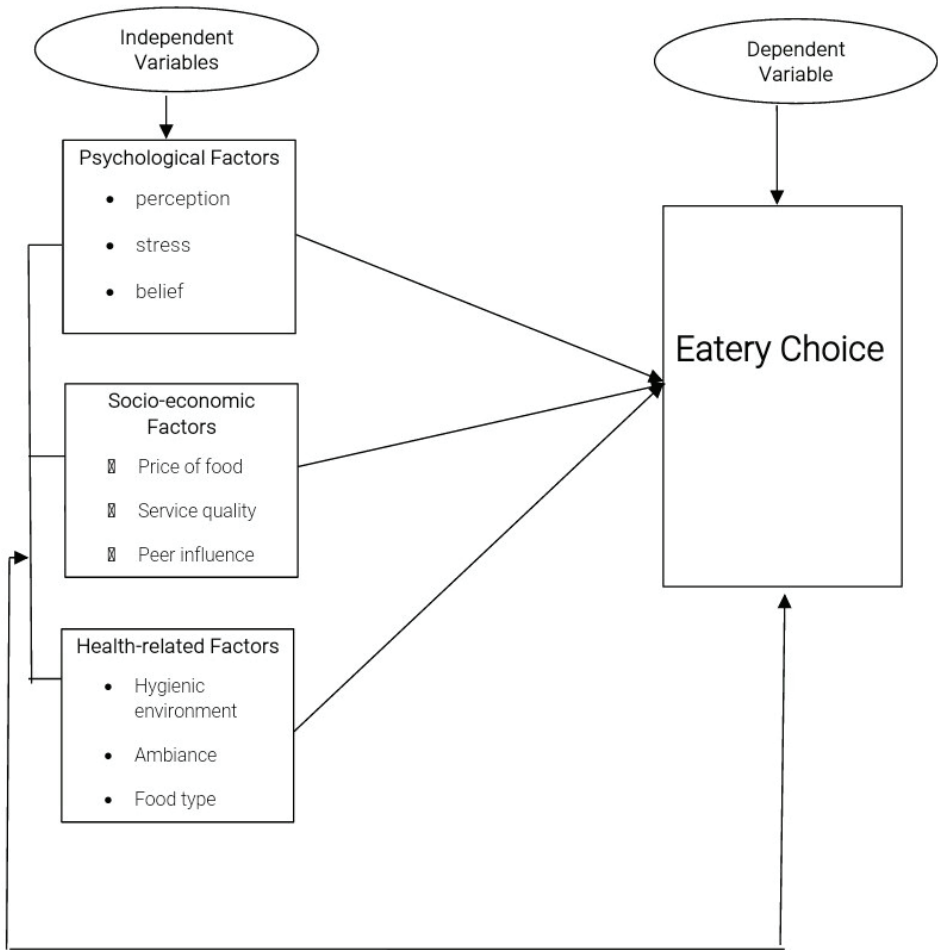 Independent
Variables
Dependent
Variable
Psychological Factors
• perception
• stress
• belief
Eatery Choice
Socio-economic
Factors
Price of food
Service quality
Peer influence
Health-related Factors
• Hygienic
environment
• Ambiance
• Food type